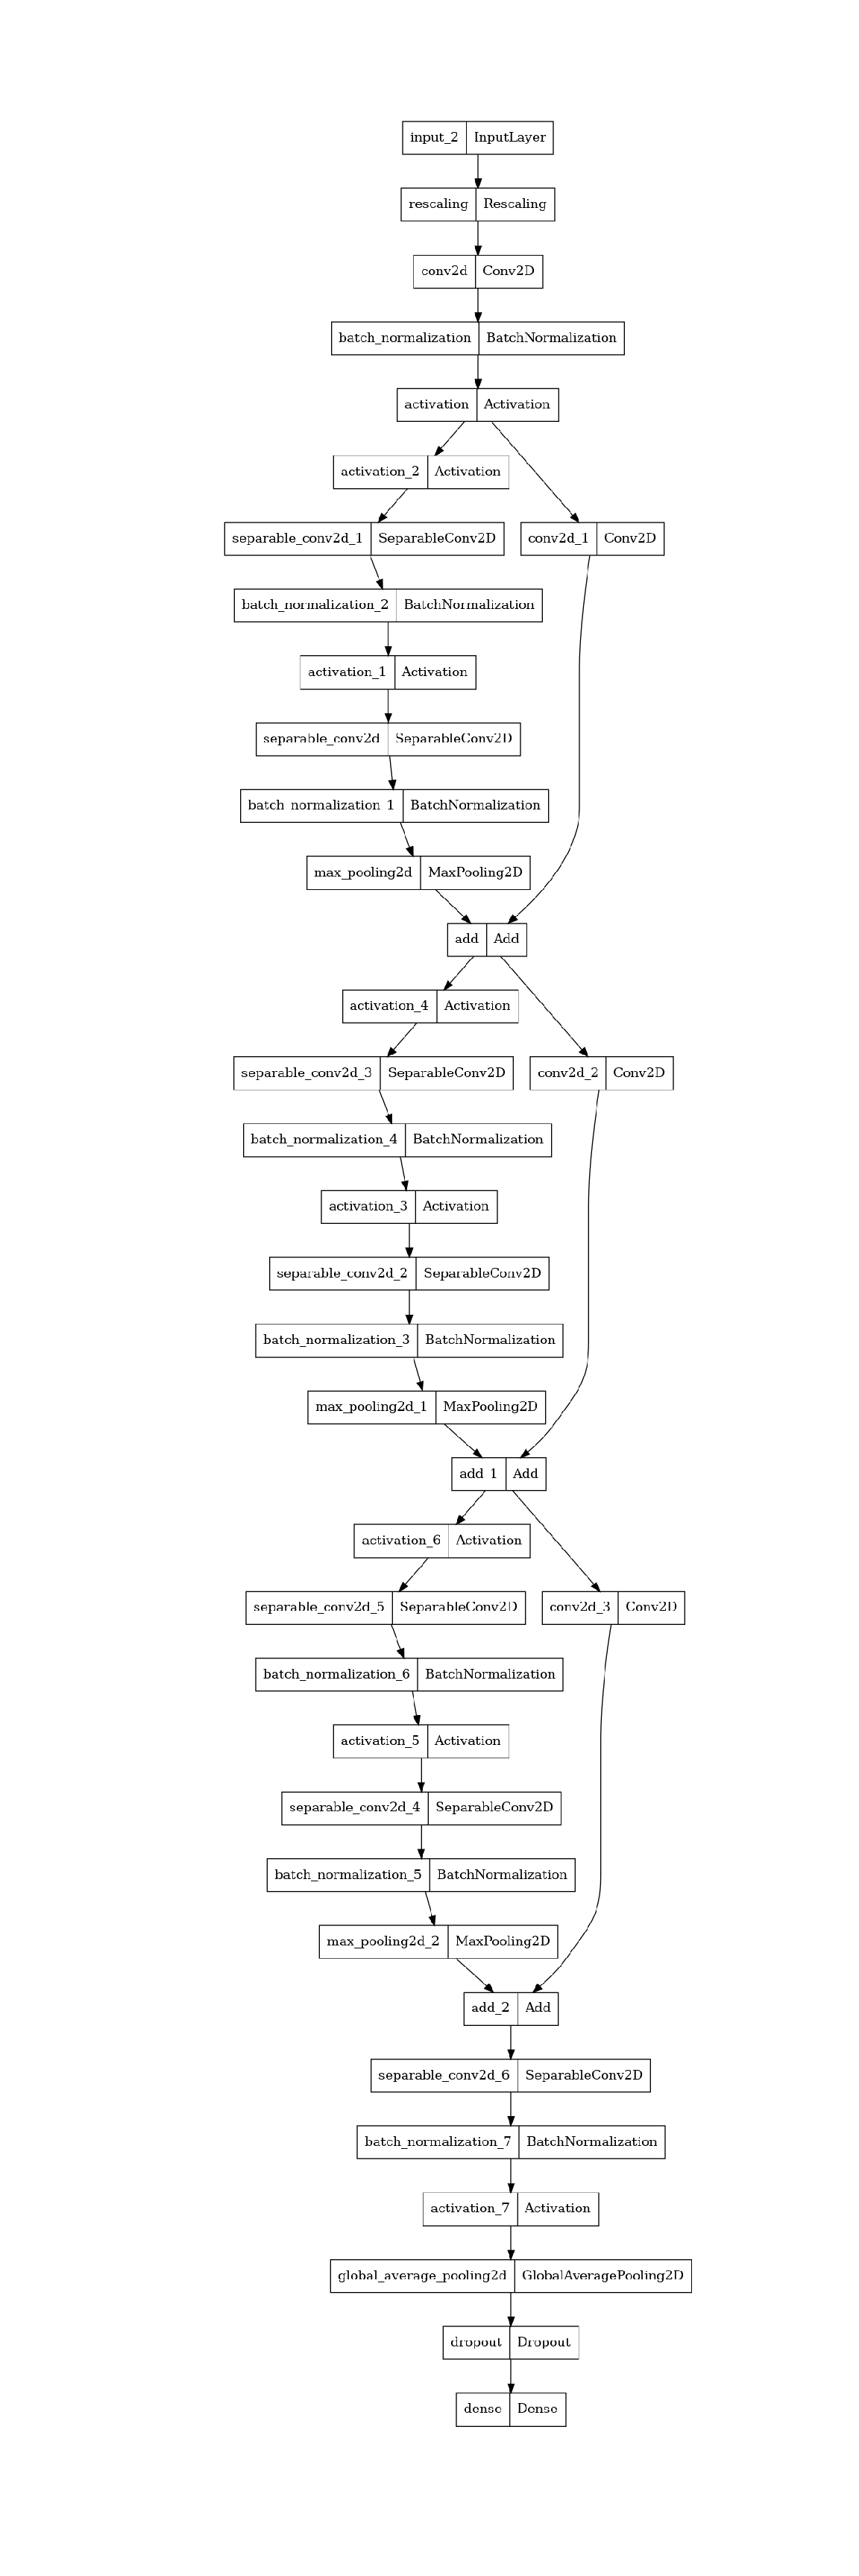 input_2 InputLayer
rescaling Rescaling
conv2d Conv2D
batch_normalization BatchNormalization
activation Activation
activation_2 Activation
separable_conv2d_1 SeparableConv2D conv2d_1 Conv2D
batch_normalization_2 BatchNormalization
activation_1 Activation
separable_conv2d SeparableConv2D
batch_normalization_1 BatchNormalization
max_pooling2d MaxPooling2D
add Add
activation_4 Activation
separable_conv2d_3 SeparableConv2D conv2d_2 Conv2D
batch_normalization_4 BatchNormalization
activation_3 Activation
separable_conv2d_2 SeparableConv2D
batch_normalization_3 BatchNormalization
max_pooling2d_1 MaxPooling2D
add_1 Add
activation_6 Activation
separable_conv2d_5 SeparableConv2D conv2d_3 Conv2D
batch_normalization_6 BatchNormalization
activation_5 Activation
separable_conv2d_4 SeparableConv2D
batch_normalization_5 BatchNormalization
max_pooling2d_2 MaxPooling2D
add_2 Add
separable_conv2d_6 SeparableConv2D
batch_normalization_7 BatchNormalization
activation_7 Activation
global_average_pooling2d GlobalAveragePooling2D
dropout Dropout
dense Dense